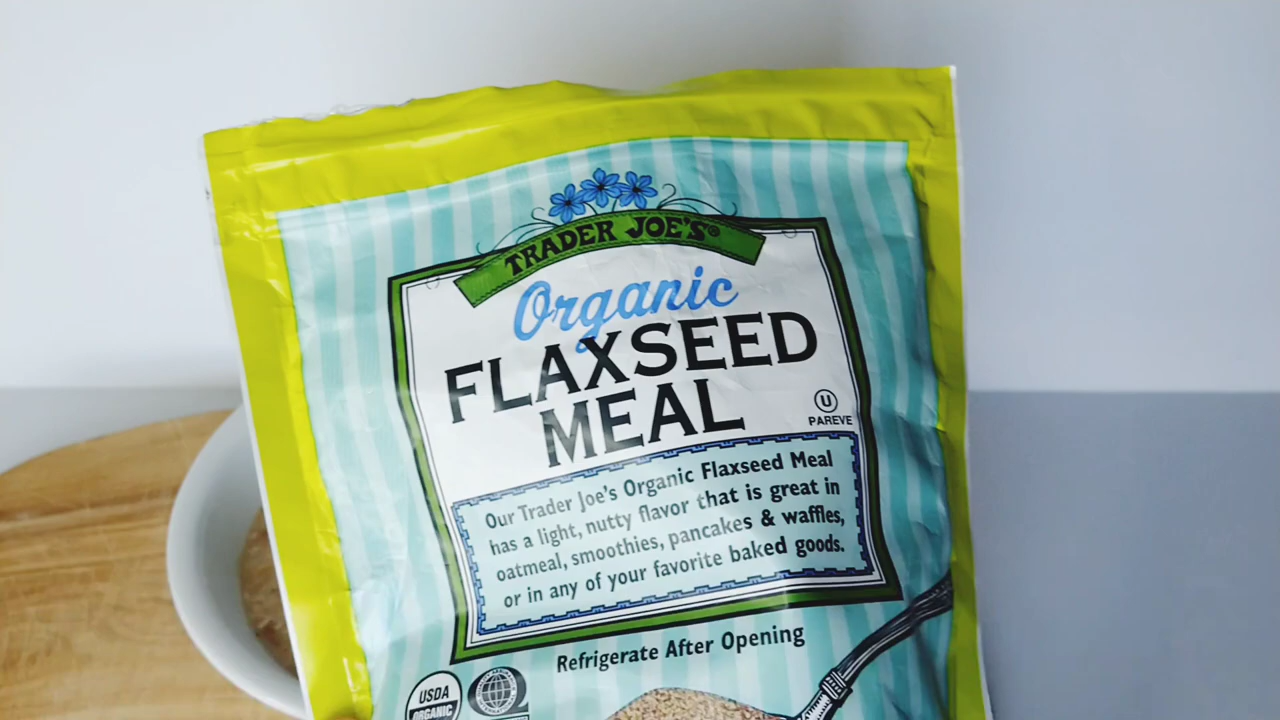 TRADER JOE'S®
Organic
FLAXSEED
MEAL
U
PAREVE
Our Trader Joe's Organic Flaxseed Meal
has a light, nutty flavor that is great in
oatmeal, smoothies, pancakes & waffles,
or in any of your favorite baked goods.
Refrigerate After Opening
USDA
ORGANIC